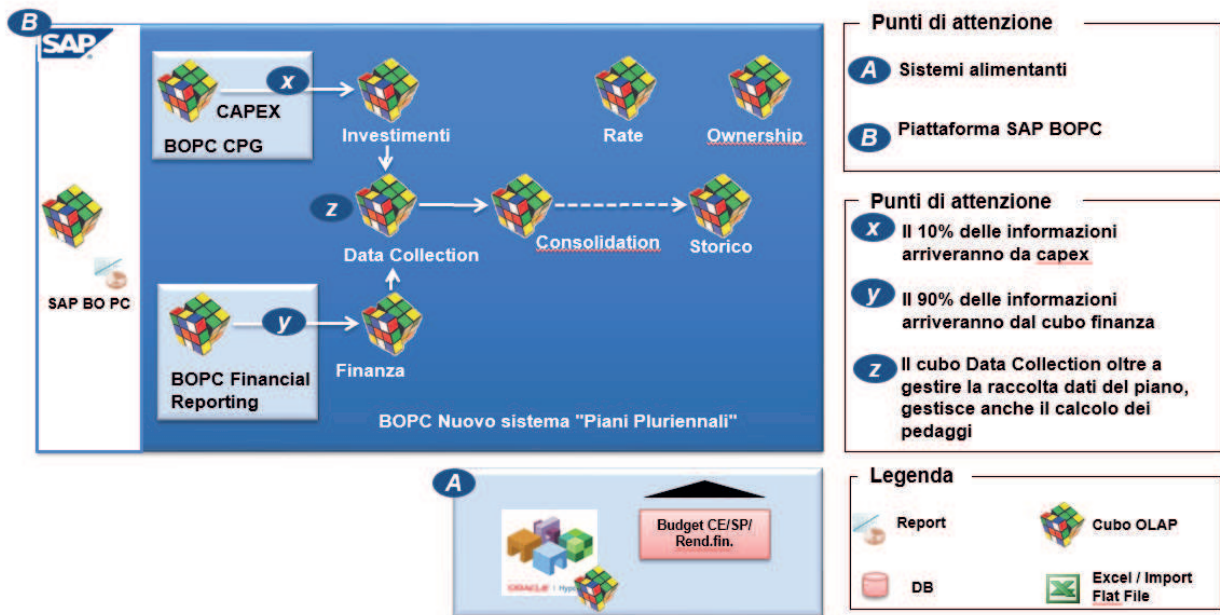 B
SAP
CAPEX
x
BOPC CPG
Investimenti
Rate
Ownership
z
Data Collection
Consolidation
Storico
SAP BO PC
y
BOPC Financial
Reporting
Finanza
BOPC Nuovo sistema "Piani Pluriennali"
A
Budget CE/SP/
Rend.fin.
ORACLE
Punti di attenzione
A Sistemi alimentanti
B Piattaforma SAP BOPC
Punti di attenzione
x Il 10% delle informazioni
arriveranno da capex
y Il 90% delle informazioni
arriveranno dal cubo finanza
z Il cubo Data Collection oltre a
gestire la raccolta dati del piano,
gestisce anche il calcolo dei
pedaggi
Legenda
Report
Cubo OLAP
DB
Excel / Import
Flat File